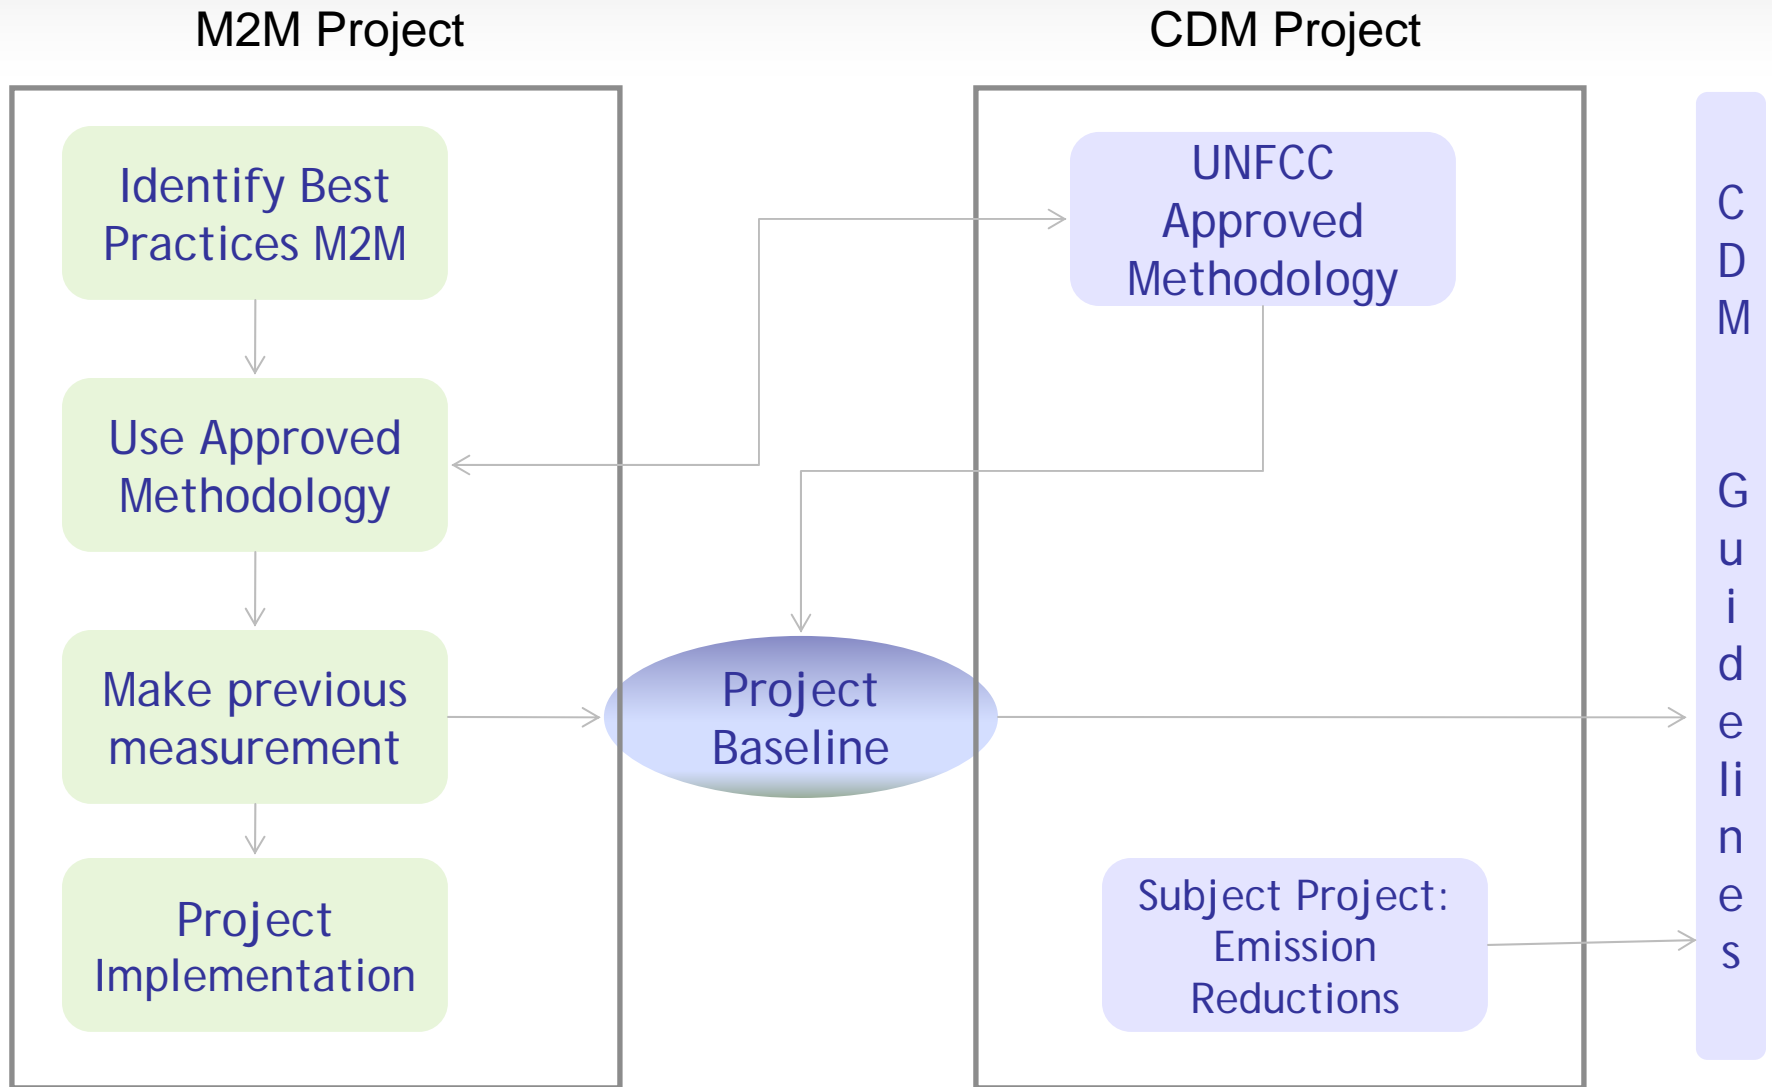 M2M Project
CDM Project
Identify Best
Practices M2M
Use Approved
Methodology
Make previous
measurement
Project
Implementation
Project
Baseline
UNFCC
Approved
Methodology
Subject Project:
Emission
Reductions
C
D
M
G
u
i
d
e
li
n
e
s